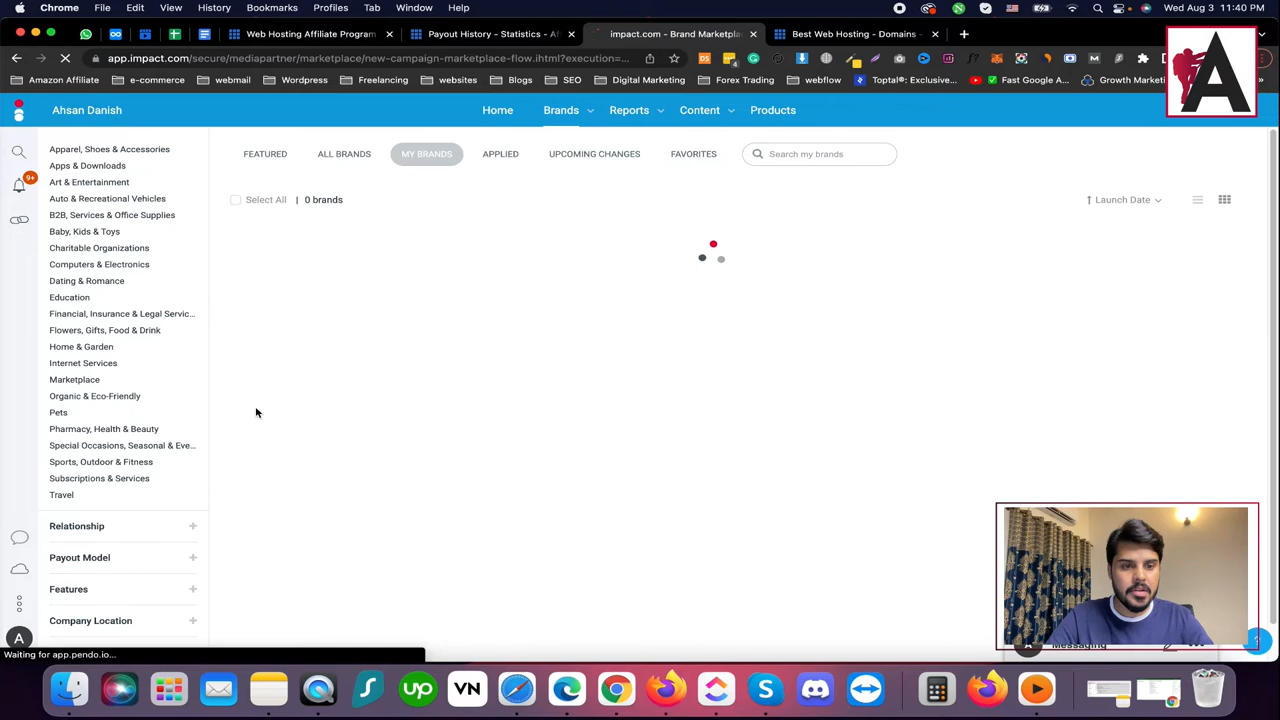 Chrome File Edit View History Bookmarks Profiles Tab Window Help Aug 11 11:40 PM
Web Hosting Affiliate Program Payout History - Statistics - Af impact.com - Brand Marketplac Best Web Hosting - Domains -
app.impact.com/secure/mediapartner/marketplace/new-campaign-marketplace-flow.ihtml?execution=...
Amazon Affiliate e-commerce webmail Wordpress Freelancing websites Blogs SEO Digital Marketing Forex Trading webflow Toptal®: Exclusive... Fast Google A... Growth Market
A
Ahsan Danish Home Brands Reports Content Products
FEATURED ALL BRANDS MY BRANDS APPLIED UPCOMING CHANGES FAVORITES Search my brands
9+
Select All | 0 brands Launch Date
Apparel, Shoes & Accessories
Apps & Downloads
Art & Entertainment
Auto & Recreational Vehicles
B2B, Services & Office Supplies
Baby, Kids & Toys
Charitable Organizations
Computers & Electronics
Dating & Romance
Education
Financial, Insurance & Legal Servic...
Flowers, Gifts, Food & Drink
Home & Garden
Internet Services
Marketplace
Organic & Eco-Friendly
Pets
Pharmacy, Health & Beauty
Special Occasions, Seasonal & Eve...
Sports, Outdoor & Fitness
Subscriptions & Services
Travel
Relationship
Payout Model
Features
Company Location
A
Messaging
Waiting for app.pendo.io...
up VN